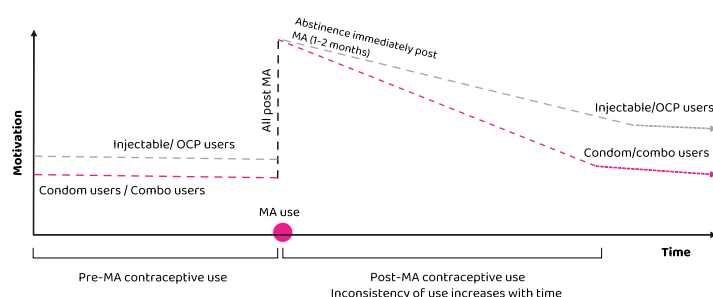 Abstinence immediately post
MA (1-2 months)
All post MA
Motivation
Injectable/ OCP users
Condom users / Combo users
Injectable/OCP users
Condom/combo users
MA use
Time
Pre-MA contraceptive use
Post-MA contraceptive use
Inconsistency of use increases with time